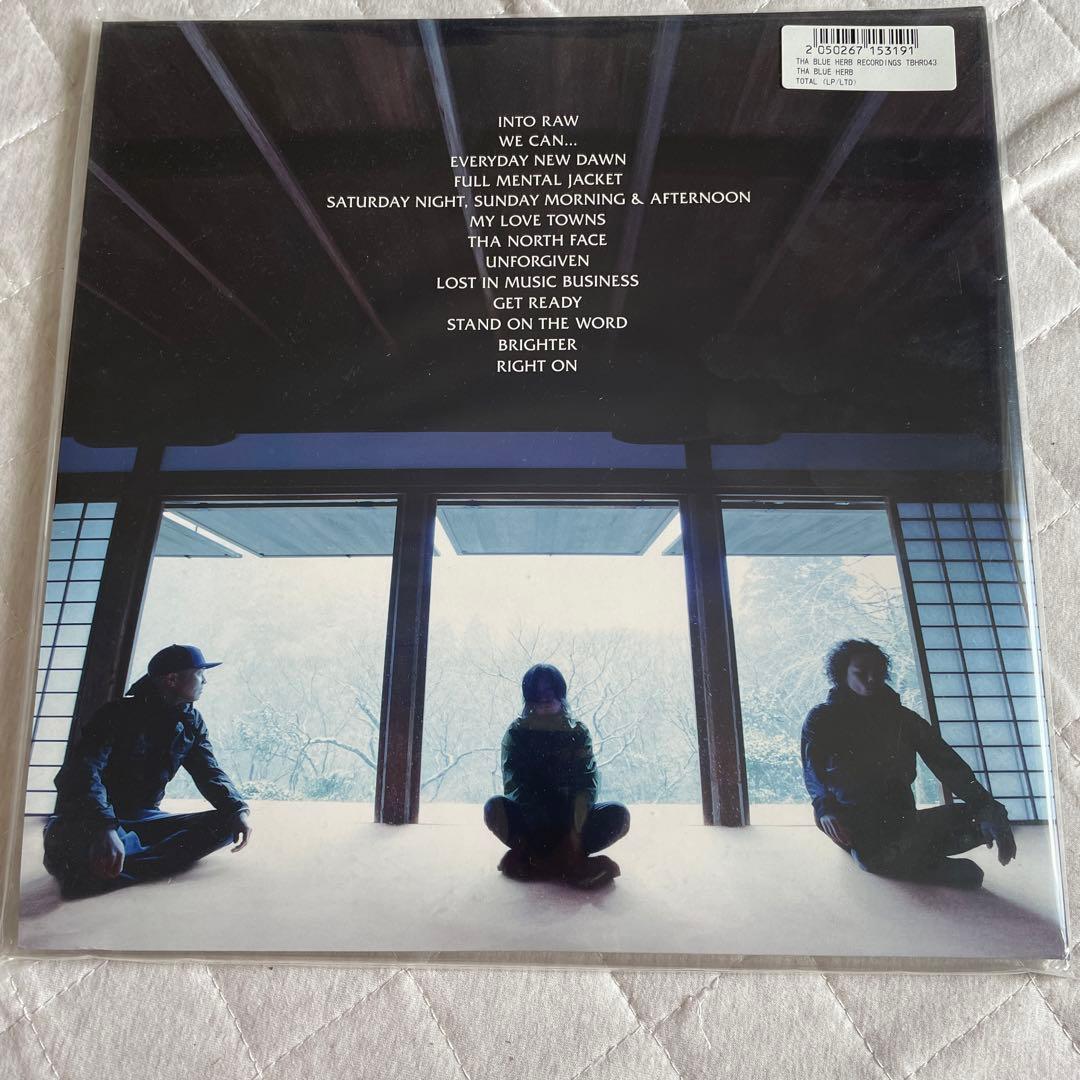 2 050267 153191
THA BLUE HERB RECORDINGS TBHR043
THA BLUE HERB
TOTAL (LP/LTD)
INTO RAW
WE CAN...
EVERYDAY NEW DAWN
FULL MENTAL JACKET
SATURDAY NIGHT, SUNDAY MORNING & AFTERNOON
MY LOVE TOWNS
THA NORTH FACE
UNFORGIVEN
LOST IN MUSIC BUSINESS
GET READY
STAND ON THE WORD
BRIGHTER
RIGHT ON